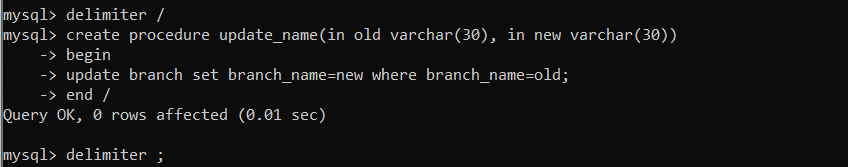 mysql> delimiter /
mysql> create procedure update_name(in old varchar(30), in new varchar(30))
    -> begin
    -> update branch set branch_name=new where branch_name=old;
    -> end /
Query OK, 0 rows affected (0.01 sec)
mysql> delimiter ;